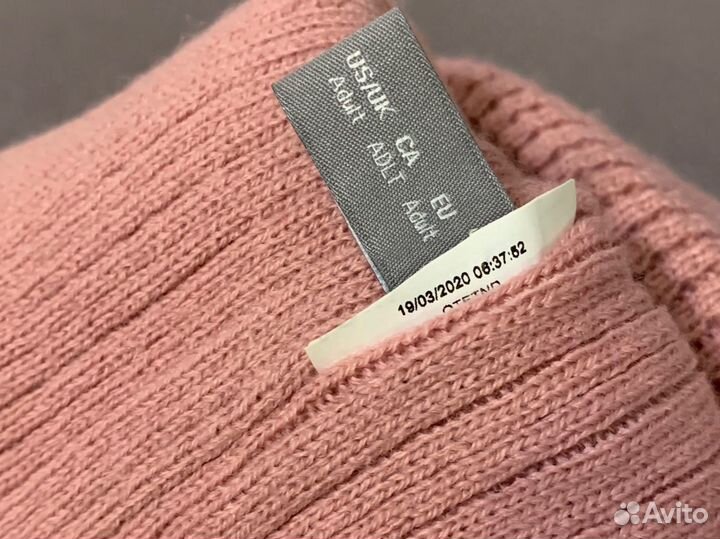 US/UK CA EU
Adult ADLT Adult
19/03/2020 06:37:52
Avito